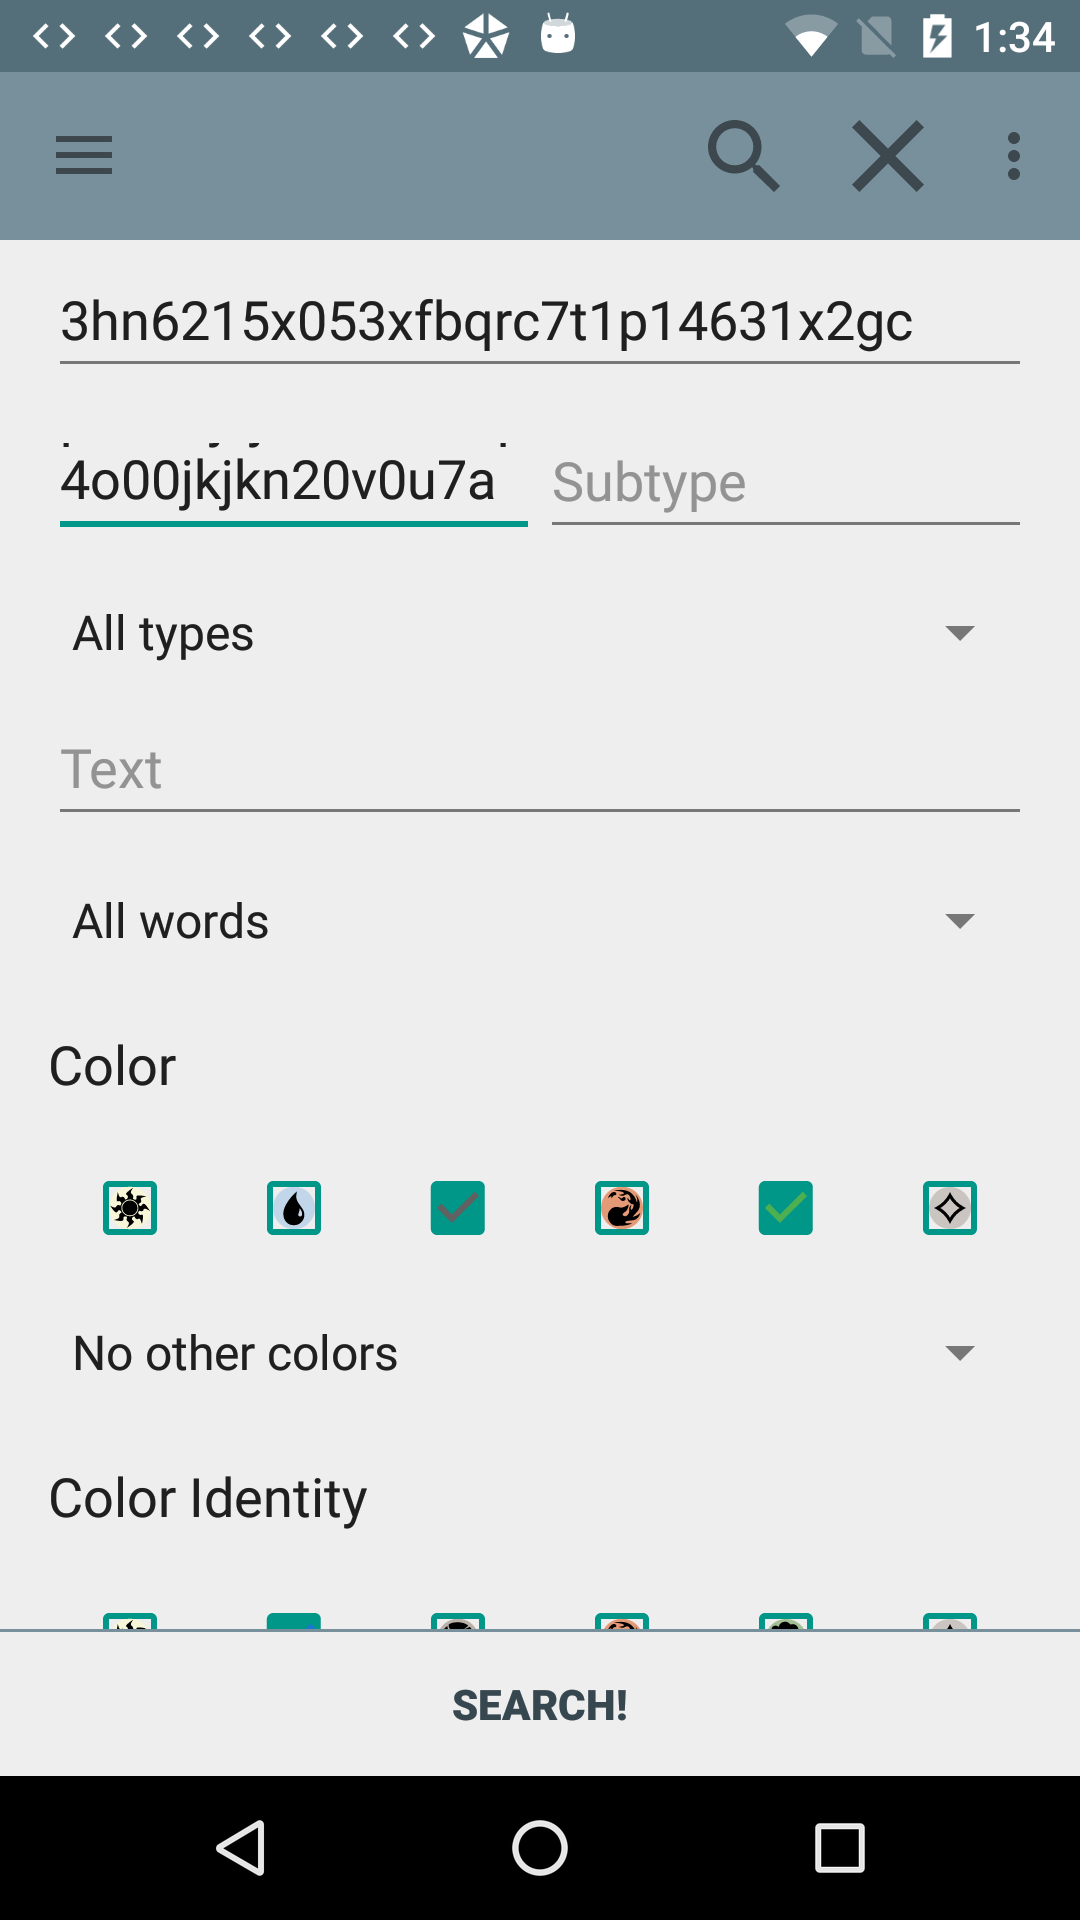 1:34
3hn6215x053xfbqrc7t1p14631x2gc
4o00jkjkn20v0u7a
Subtype
All types
Text
All words
Color
No other colors
Color Identity
SEARCH!